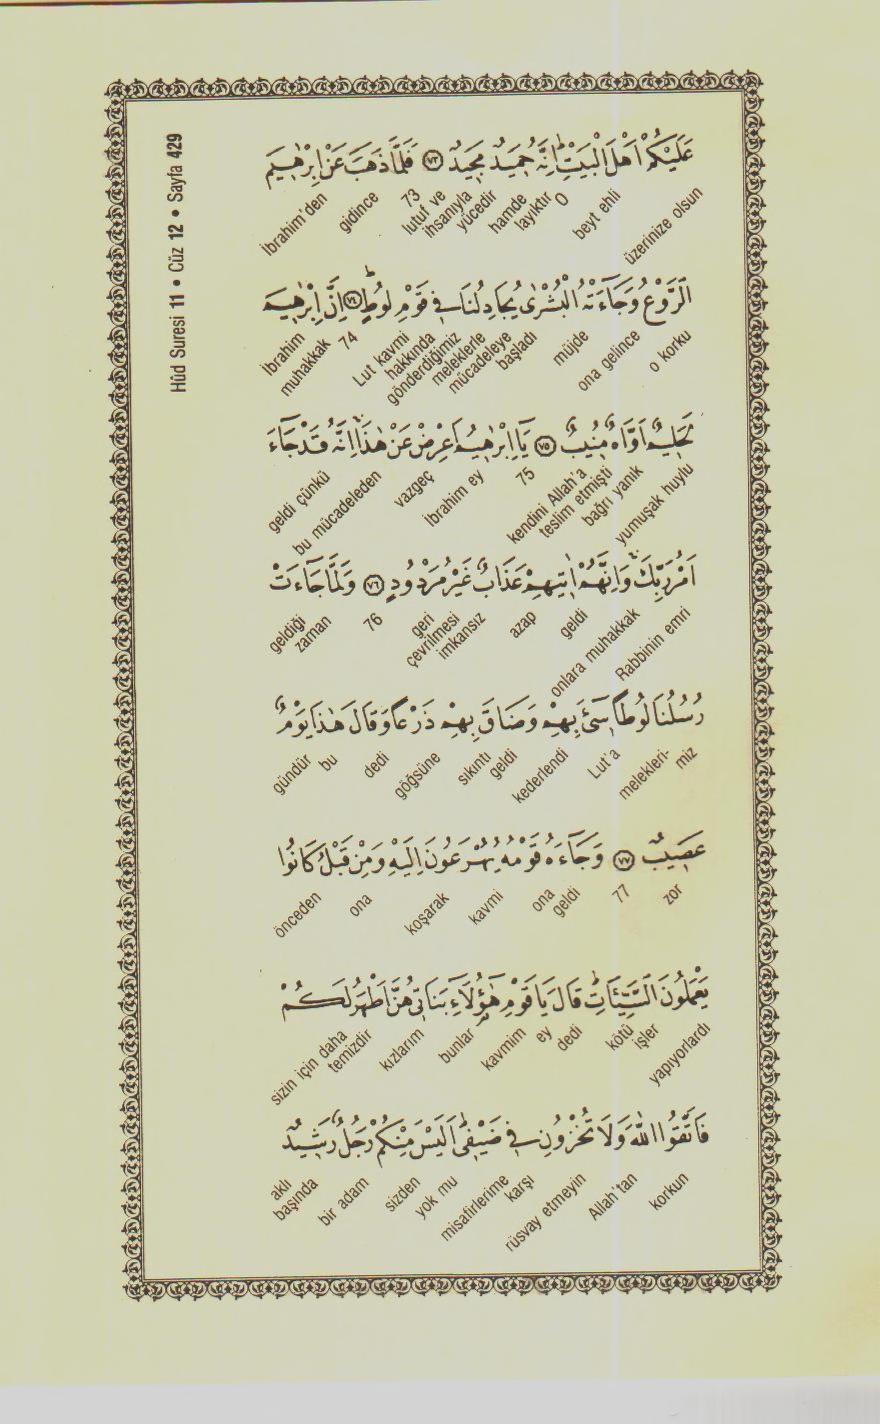 Hûd Suresi 11 • Cüz 12 • Sayfa 429
عَلَيْكُمْ اَهْلَ الْبَيْتِۜ اِنَّهُ حَمٖيدٌ مَجٖيدٌ ﴿٧٣﴾ فَلَمَّا ذَهَبَ عَنْ اِبْرٰهٖيمَ
üzerinize olsun beyt ehli O hamde layıktır lutuf ve ihsanıyla yücedir 73 gidince İbrahim'den
الرَّوْعُ وَجَٓاءَتْهُ الْبُشْرٰى يُجَادِلُنَا فٖي قَوْمِ لُوطٍۜ ﴿٧٤﴾ اِنَّ اِبْرٰهٖيمَ
o korku ona gelince müjde meleklerle mücadeleye başladı Lut kavmi hakkında gönderdiğimiz 74 muhakkak İbrahim
لَحَلٖيمٌ اَوَّاهٌ مُنٖيبٌ ﴿٧٥﴾ يَٓا اِبْرٰهٖيمُ اَعْرِضْ عَنْ هٰذَاۚ اِنَّهُ قَدْ جَٓاءَ
yumuşak huylu bağrı yanık kendini Allah'a teslim etmişti 75 İbrahim ey vazgeç bu mücadeleden geldi çünkü
اَمْرُ رَبِّكَۚ وَاِنَّهُمْ اٰتٖيهِمْ عَذَابٌ غَيْرُ مَرْدُودٍ ﴿٧٦﴾ وَلَمَّا جَٓاءَتْ
Rabbinin emri onlara muhakkak geldi azap geri çevrilmesi imkansız 76 geldiği zaman
رُسُلُنَا لُوطًا سٖٓيءَ بِهِمْ وَضَاقَ بِهِمْ ذَرْعًا وَقَالَ هٰذَا يَوْمٌ
melekleri-miz Lut'a kederlendi sıkıntı geldi göğsüne dedi bu gündür
عَصٖيبٌ ﴿٧٧﴾ وَجَٓاءَهُ قَوْمُهُ يُهْرَعُونَ اِلَيْهِ وَمِنْ قَبْلُ كَانُوا
zor 77 ona geldi kavmi koşarak ona önceden
يَعْمَلُونَ السَّيِّـَٔاتِۜ قَالَ يَا قَوْمِ هٰٓؤُ۬لَٓاءِ بَنَاتٖي هُنَّ اَطْهَرُ لَكُمْ
yapıyorlardı kötü işler dedi ey kavmim bunlar kızlarım sizin için daha temizdir
فَاتَّقُوا اللّٰهَ وَلَا تُخْزُونِ فٖي ضَيْفٖيۜ اَلَيْسَ مِنْكُمْ رَجُلٌ رَشٖيدٌ
korkun Allah'tan rüsvay etmeyin misafirlerime karşı yok mu sizden bir adam aklı başında